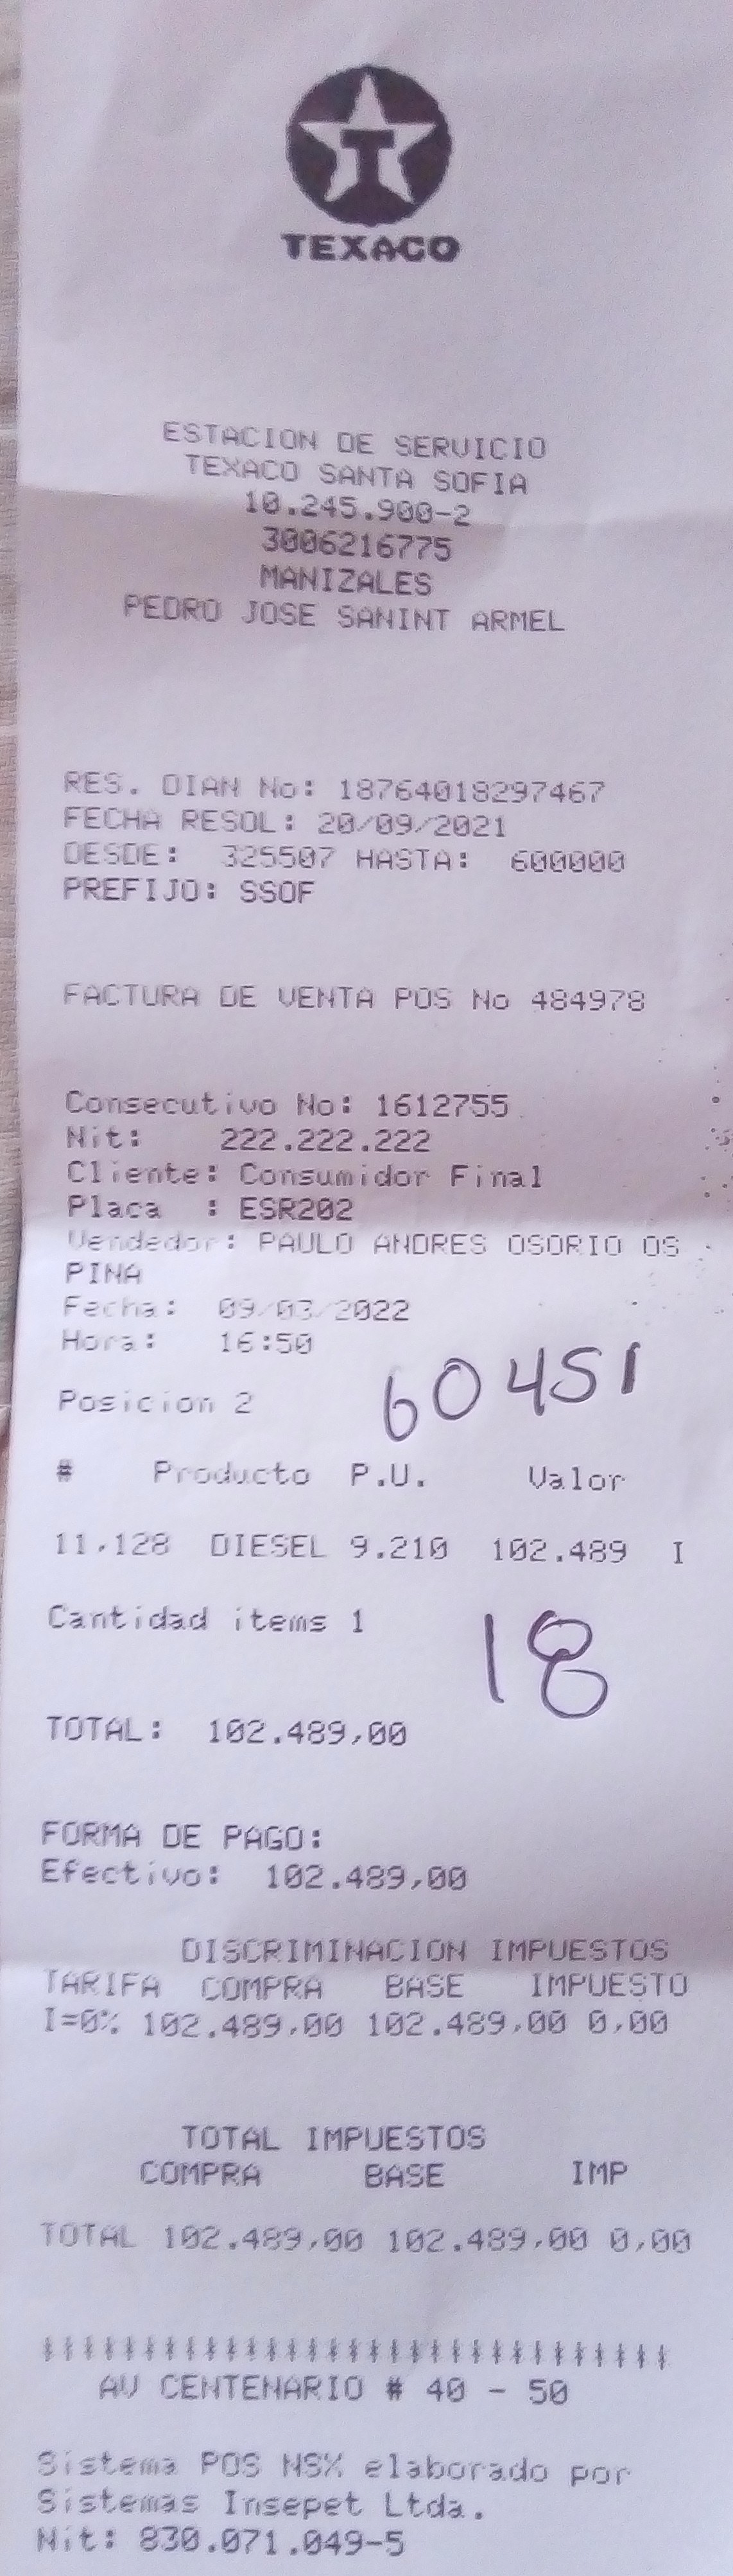 TEXACO
ESTACION DE SERVICIO
TEXACO SANTA SOFIA
10.245.900-2
3006216775
MANIZALES
PEDRO JOSE SANINT ARMEL
RES. DIAN No: 18764018297467
FECHA RESOL: 20/09/2021
DESDE: 325507 HASTA: 600000
PREFIJO: SSOF
FACTURA DE VENTA POS No 484978
Consecutivo No: 1612755
Nit: 222.222.222
Cliente: Consumidor Final
Placa : ESR202
Vendedor: PAULO ANDRES OSORIO OS
PINA
Fecha: 09/03/2022
Hora: 16:50
60451
Posicion 2
# Producto P.U. Valor
11,128 DIESEL 9.210 102.489 I
Cantidad items 1
18
TOTAL: 102.489,00
FORMA DE PAGO:
Efectivo: 102.489,00
DISCRIMINACION IMPUESTOS
TARIFA COMPRA BASE IMPUESTO
I=0% 102.489,00 102.489,00 0,00
TOTAL IMPUESTOS
COMPRA BASE IMP
TOTAL 102.489,00 102.489,00 0,00
*******************************
AV CENTENARIO # 40 - 50
Sistema POS NSX elaborado por
Sistemas Insepet Ltda.
Nit: 830.071.049-5